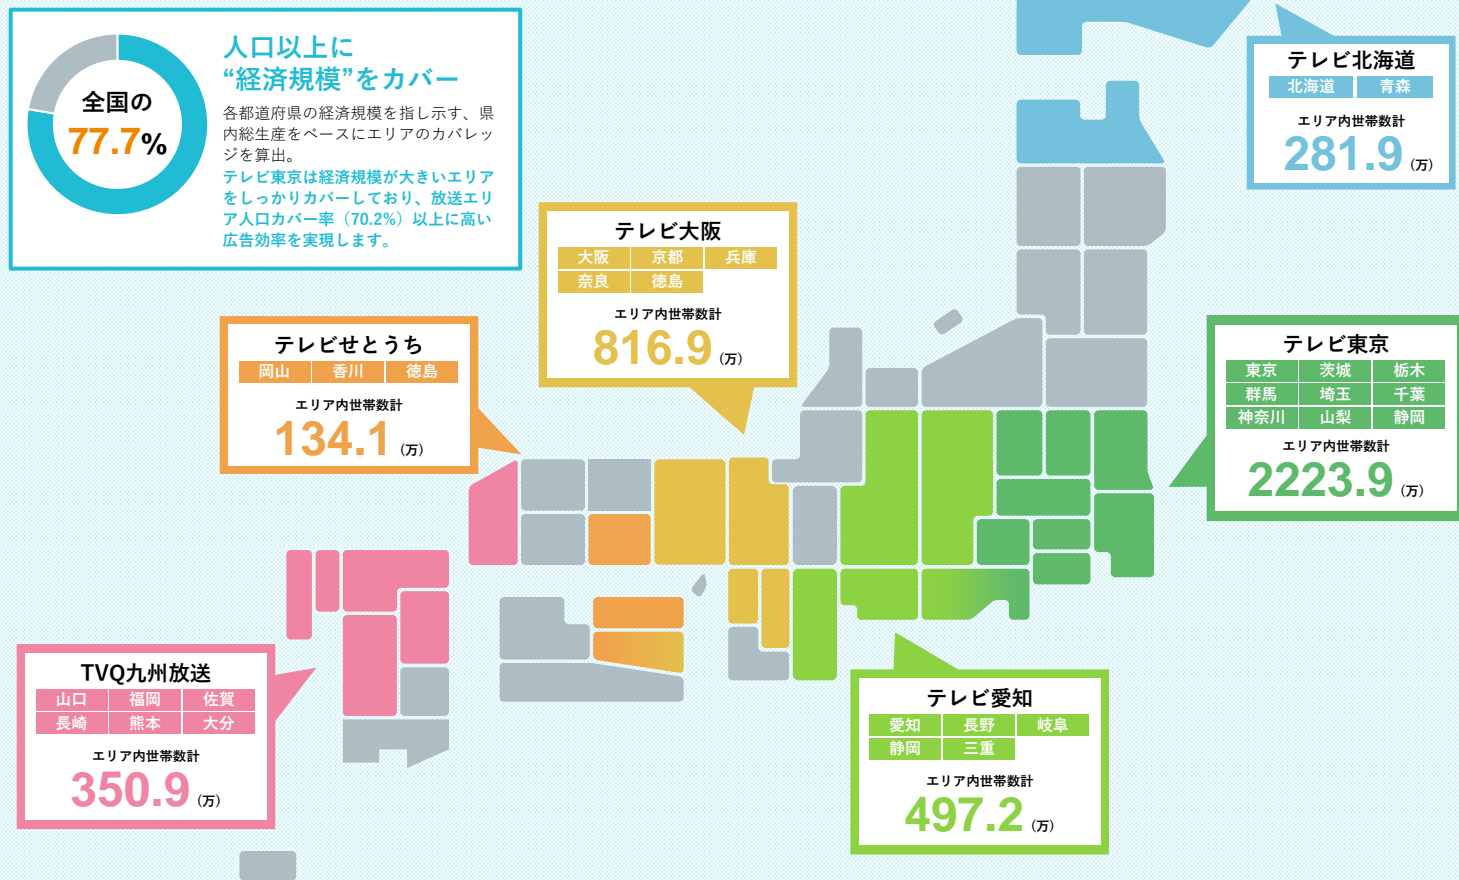 全国の
77.7%
人口以上に
“経済規模”をカバー
各都道府県の経済規模を指し示す、県
内総生産をベースにエリアのカバレッ
ジを算出。
テレビ東京は経済規模が大きいエリア
をしっかりカバーしており、放送エリ
ア人口カバー率（70.2%）以上に高い
広告効率を実現します。
テレビ北海道
北海道 青森
エリア内世帯数計
281.9 (万)
テレビ大阪
大阪 京都 兵庫
奈良 徳島
エリア内世帯数計
816.9 (万)
テレビせとうち
岡山 香川 徳島
エリア内世帯数計
134.1 (万)
テレビ東京
東京 茨城 栃木
群馬 埼玉 千葉
神奈川 山梨 静岡
エリア内世帯数計
2223.9 (万)
TVQ九州放送
山口 福岡 佐賀
長崎 熊本 大分
エリア内世帯数計
350.9 (万)
テレビ愛知
愛知 長野 岐阜
静岡 三重
エリア内世帯数計
497.2 (万)